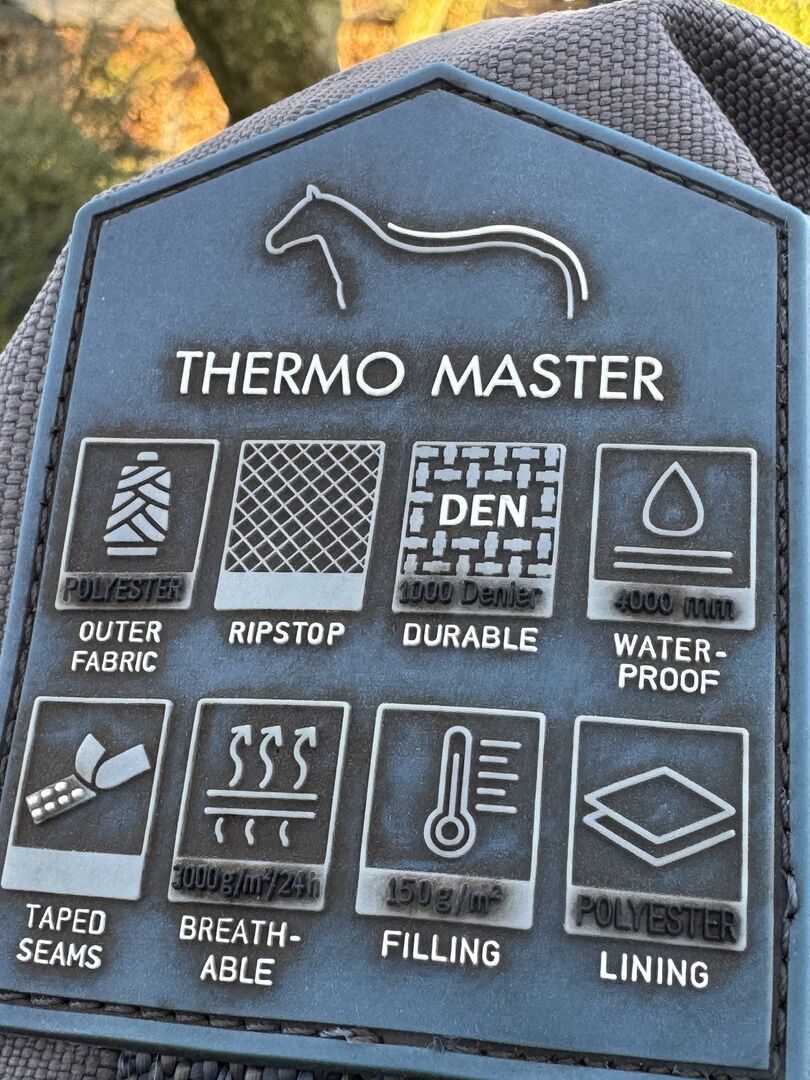 THERMO MASTER
DEN
POLYESTER
1000 Denier
4000 mm
OUTER
FABRIC
RIPSTOP
DURABLE
WATER-
PROOF
3000g/m²/24h
150g/m²
POLYESTER
TAPED
SEAMS
BREATH-
ABLE
FILLING
LINING